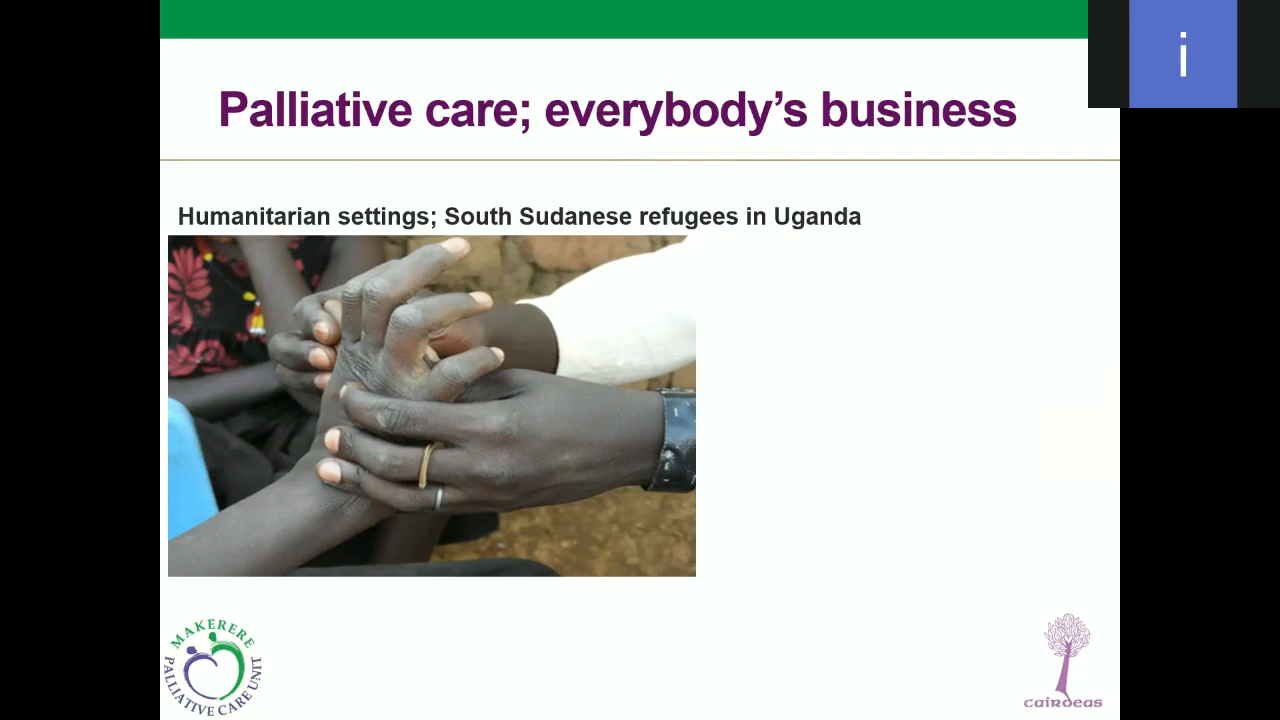 Palliative care; everybody’s business
i
Humanitarian settings; South Sudanese refugees in Uganda
MAKERERE
PALLIATIVE CARE UNIT
cairdeas